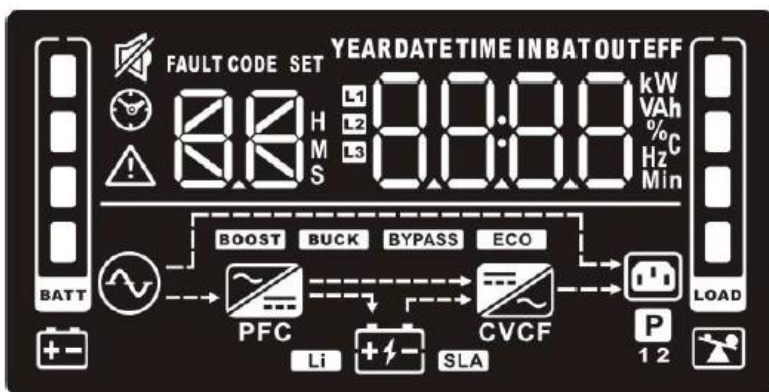 YEAR DATE TIME IN BAT OUT EFF
FAULT CODE SET
kW
L1
VAh
H
L2
%
°C
M
L3
Hz
S
Min
BOOST BUCK BYPASS ECO
BATT
LOAD
PFC
CVCF
P
Li
SLA
1 2